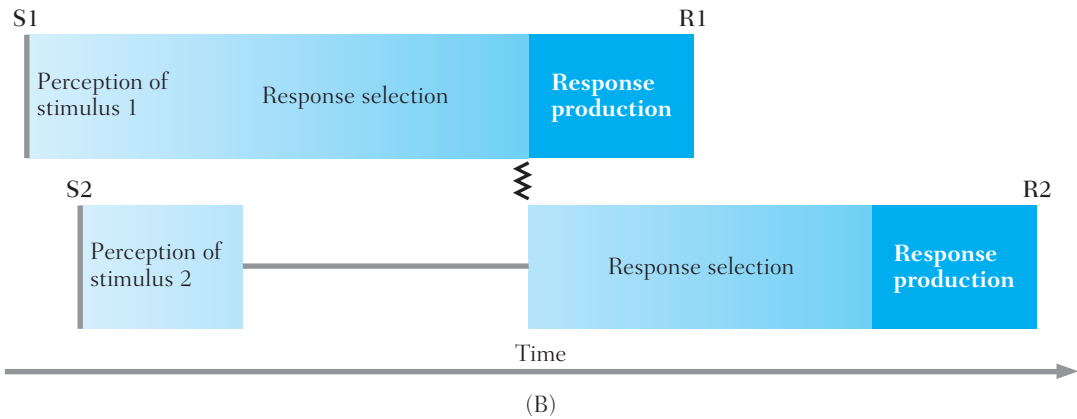 S1 R1
Perception of
stimulus 1
Response selection
Response
production
S2 R2
Perception of
stimulus 2
Response selection
Response
production
Time
(B)